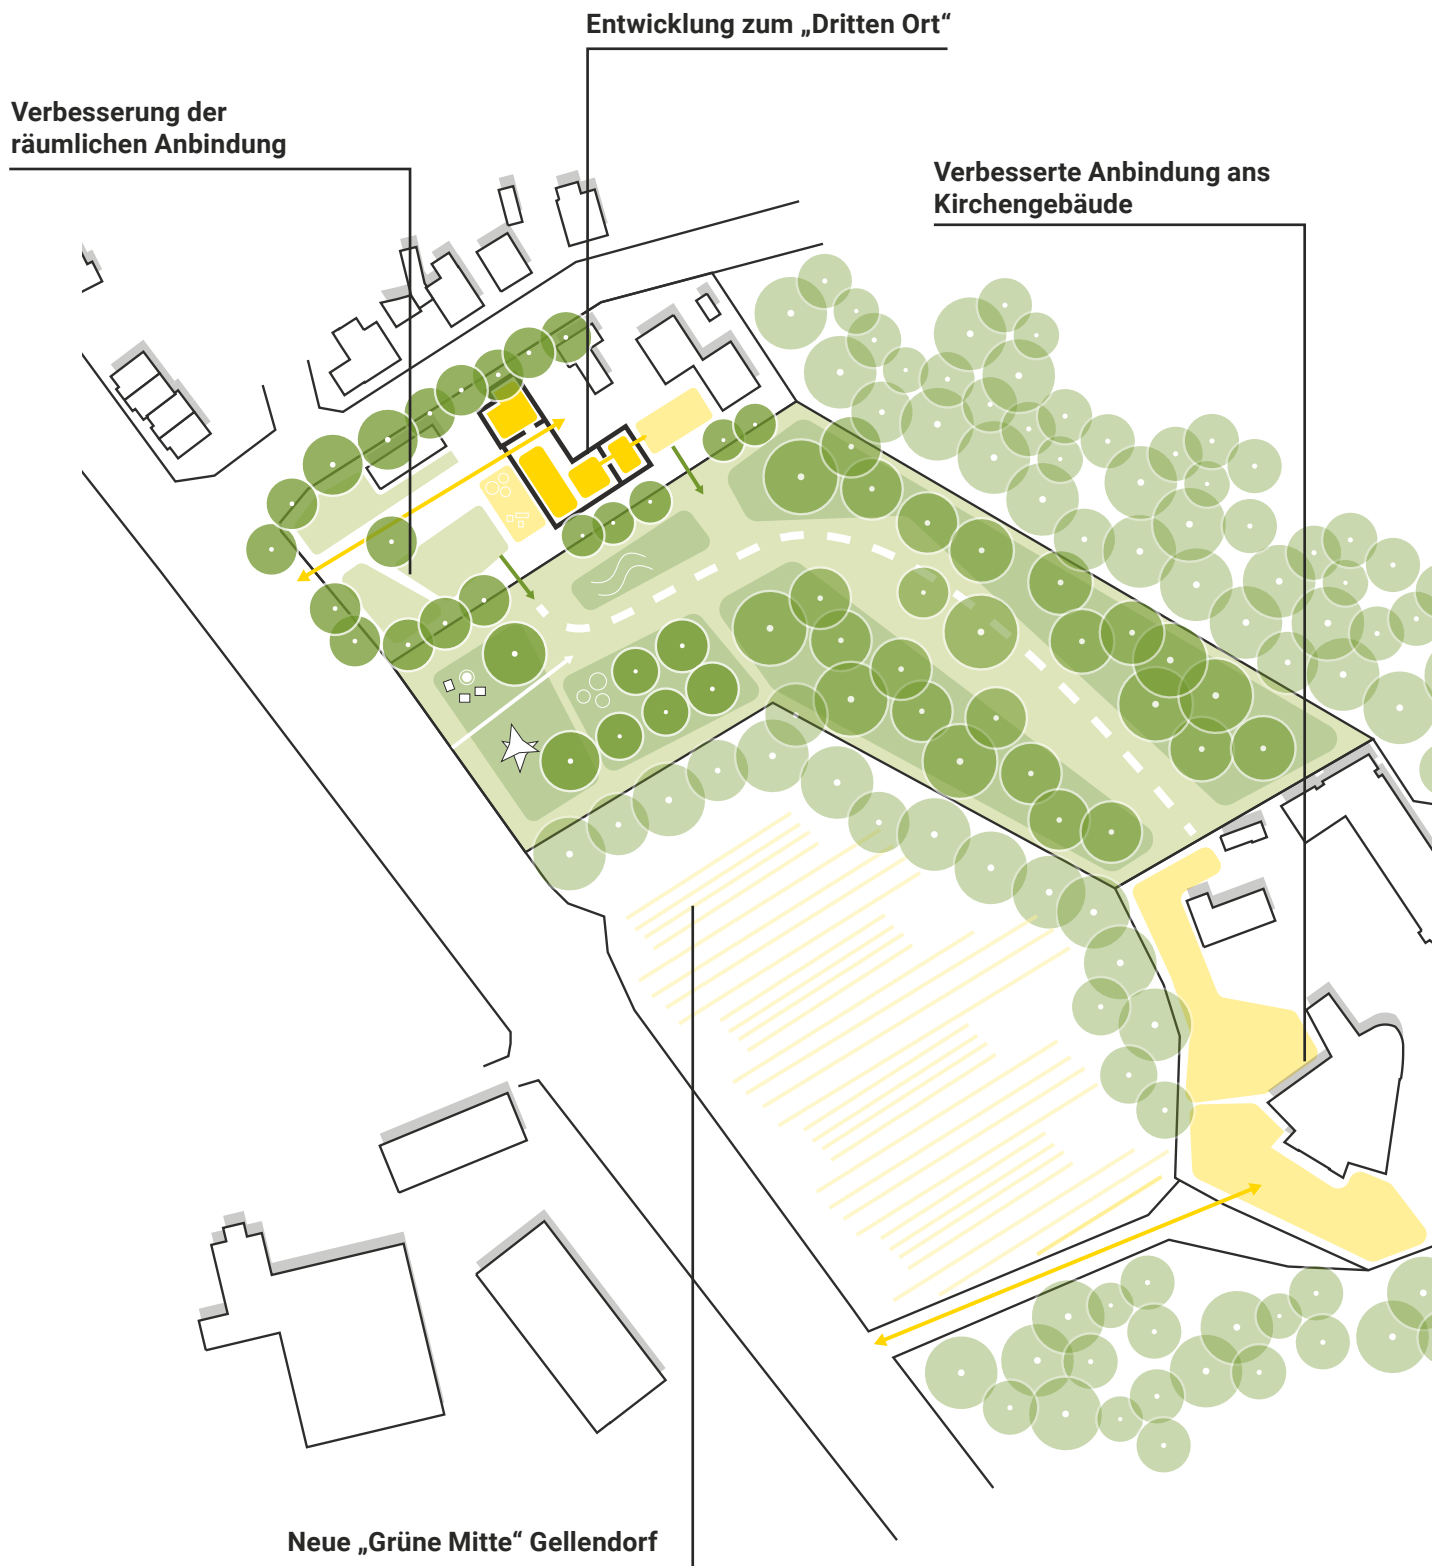 Entwicklung zum „Dritten Ort“
Verbesserung der
räumlichen Anbindung
Verbesserte Anbindung ans
Kirchengebäude
Neue „Grüne Mitte“ Gellendorf